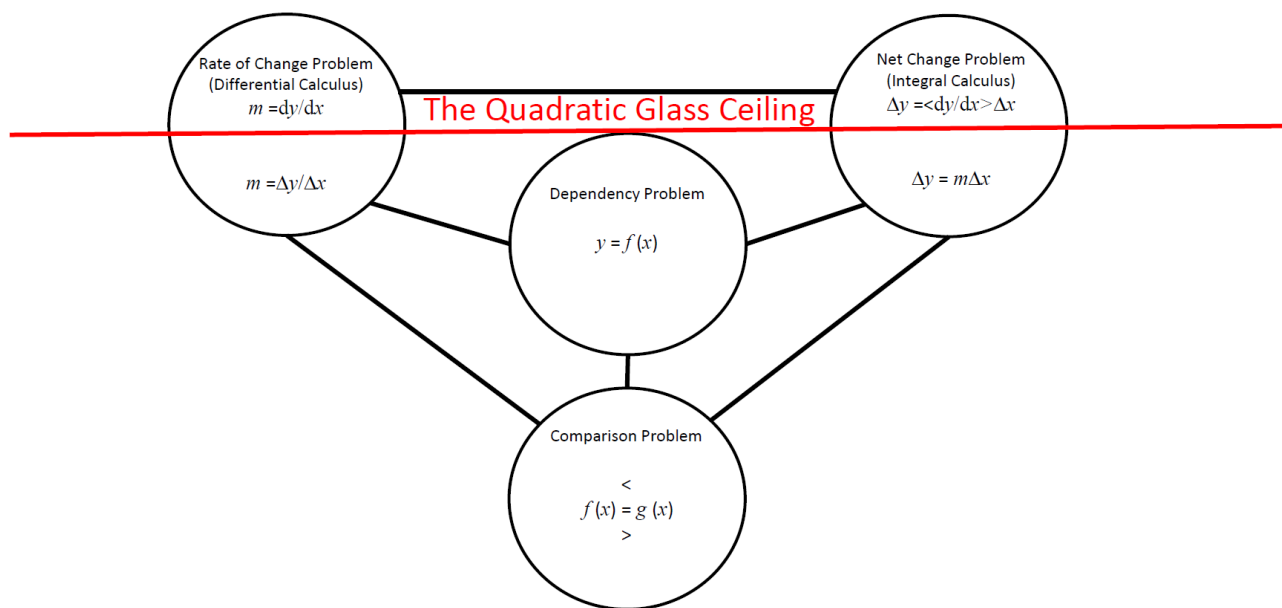 Rate of Change Problem
(Differential Calculus)
m =dy/dx
m =Δy/Δx
The Quadratic Glass Ceiling
Net Change Problem
(Integral Calculus)
Δy =<dy/dx>Δx
Δy = mΔx
Dependency Problem
y = f (x)
Comparison Problem
<
f (x) = g (x)
>